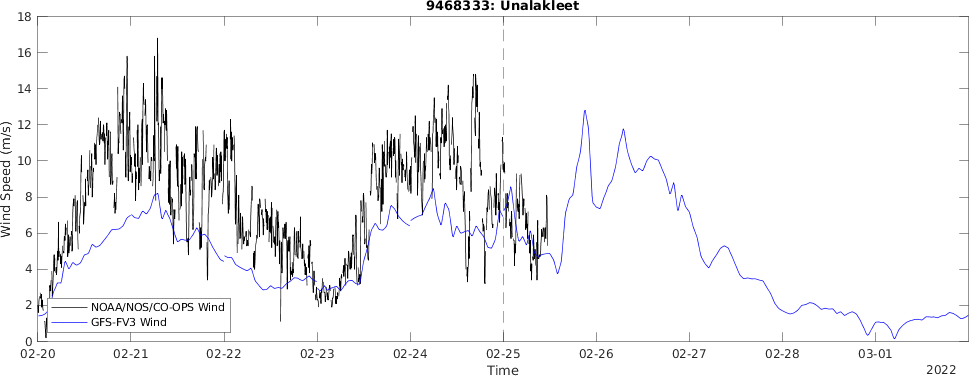 9468333: Unalakleet
18
16
14
12
10
8
6
4
2
0
Wind Speed (m/s)
NOAA/NOS/CO-OPS Wind
GFS-FV3 Wind
02-20 02-21 02-22 02-23 02-24 02-25 02-26 02-27 02-28 03-01
Time
2022